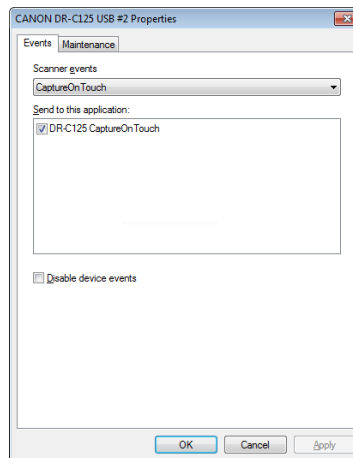 CANON DR-C125 USB #2 Properties
Events Maintenance
Scanner events
CaptureOnTouch
Send to this application:
DR-C125 CaptureOnTouch
Disable device events
OK Cancel Apply